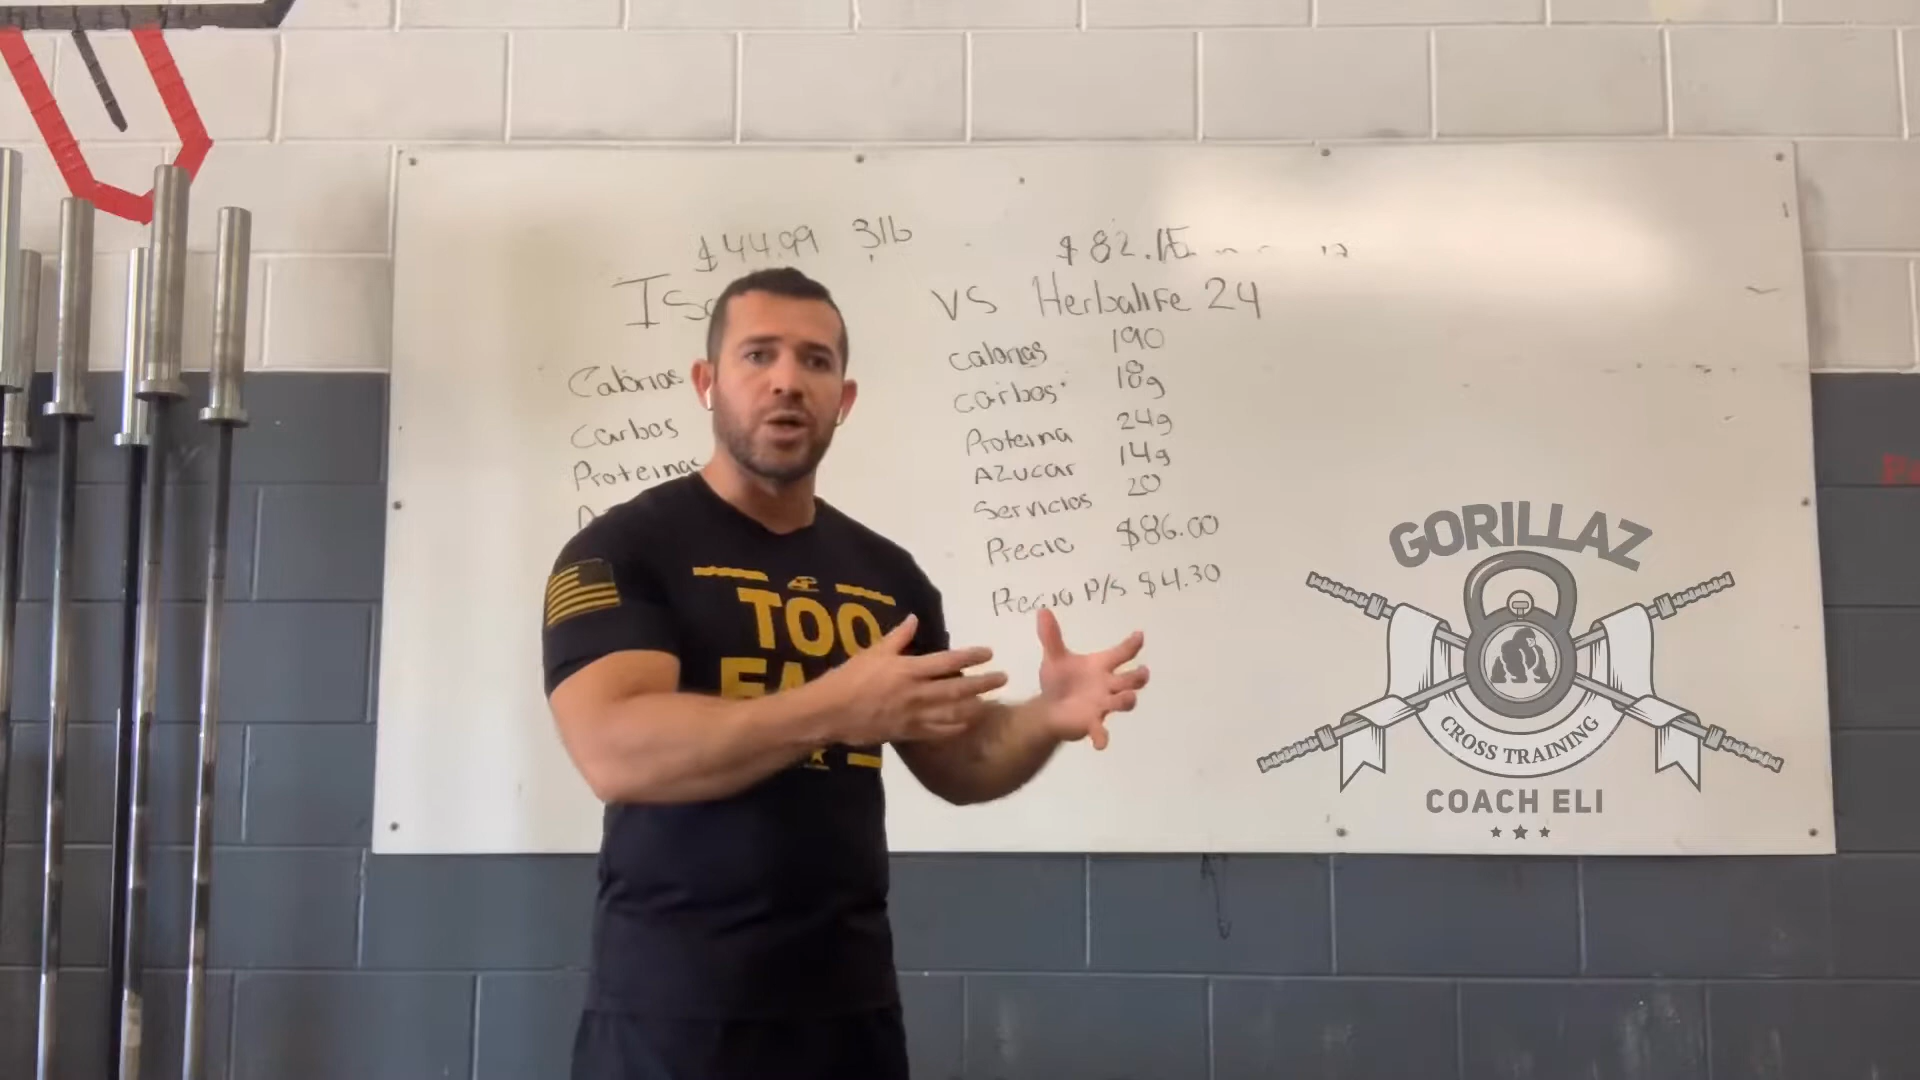 $44.99 3lb
$82.15
VS Herbalife 24
Calorias
Carbos
Proteinas
calorias 190
carbos 18g
Proteina 24g
Azucar 14g
Servicios 20
Precio $86.00
Precio P/S $4.30
TOO
GORILLAZ
CROSS TRAINING
COACH ELI